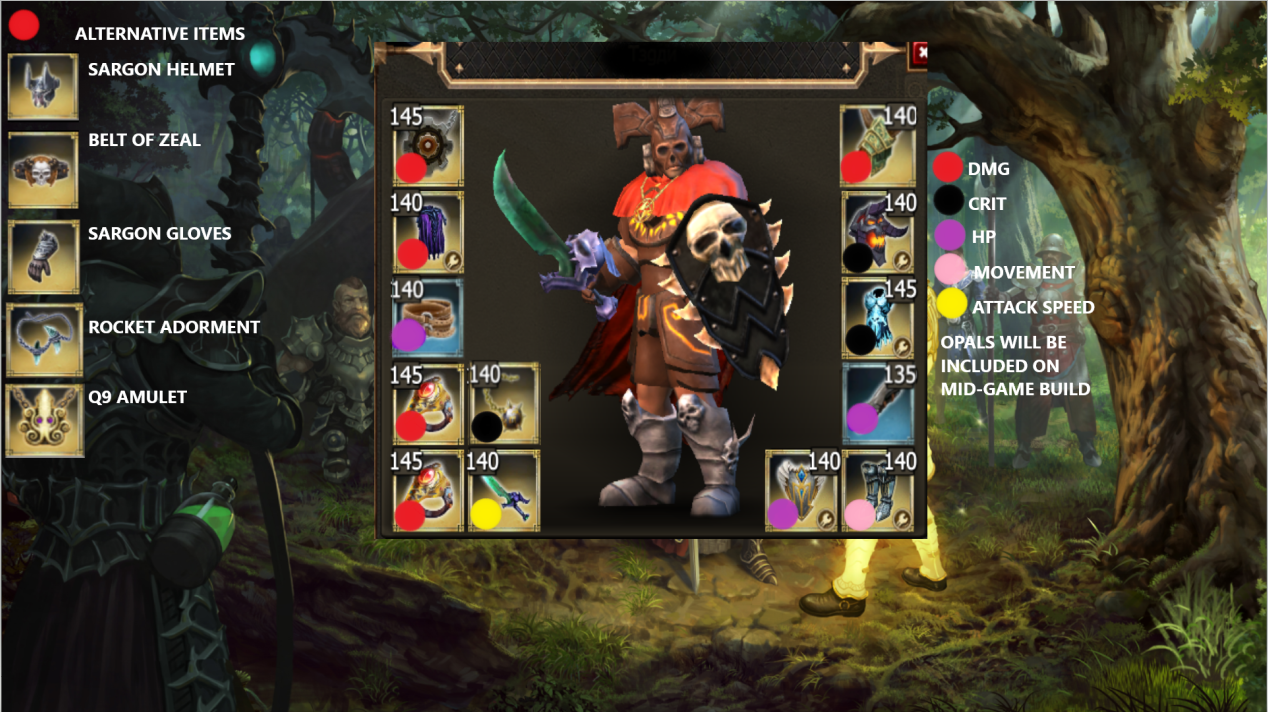 ALTERNATIVE ITEMS
SARGON HELMET
BELT OF ZEAL
SARGON GLOVES
ROCKET ADORMENT
Q9 AMULET
145
140
140
145
140
145
140
140
140
145
135
140
140
DMG
CRIT
HP
MOVEMENT
ATTACK SPEED
OPALS WILL BE
INCLUDED ON
MID-GAME BUILD